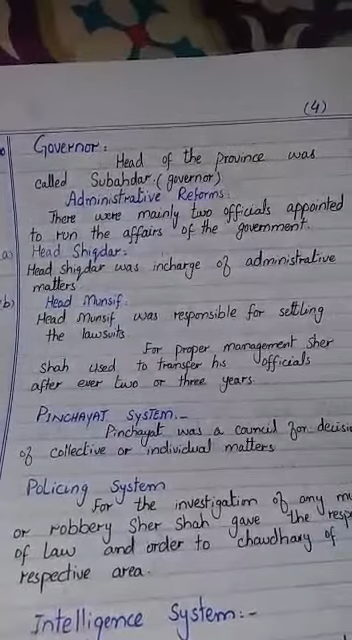 (4)
Governor:
Head of the province was
called Subahdar.(governor)
Administrative Reforms:
There were mainly two officials appointed
to run the affairs of the government.
a) Head Shiqdar:
Head shiqdar was incharge of administrative
matters
b) Head Munsif:
Head Munsif was responsible for settling
the lawsuits.
For proper management Sher
shah used to transfer his officials
after ever two or three years.
PINCHAYAT SYSTEM.-
Pinchayat was a council for decisio
of collective or individual matters
Policing System
For the investigation of any mu
or robbery Sher Shah gave the resp
of law and order to chaudhary of
respective area.
Intelligence System:-